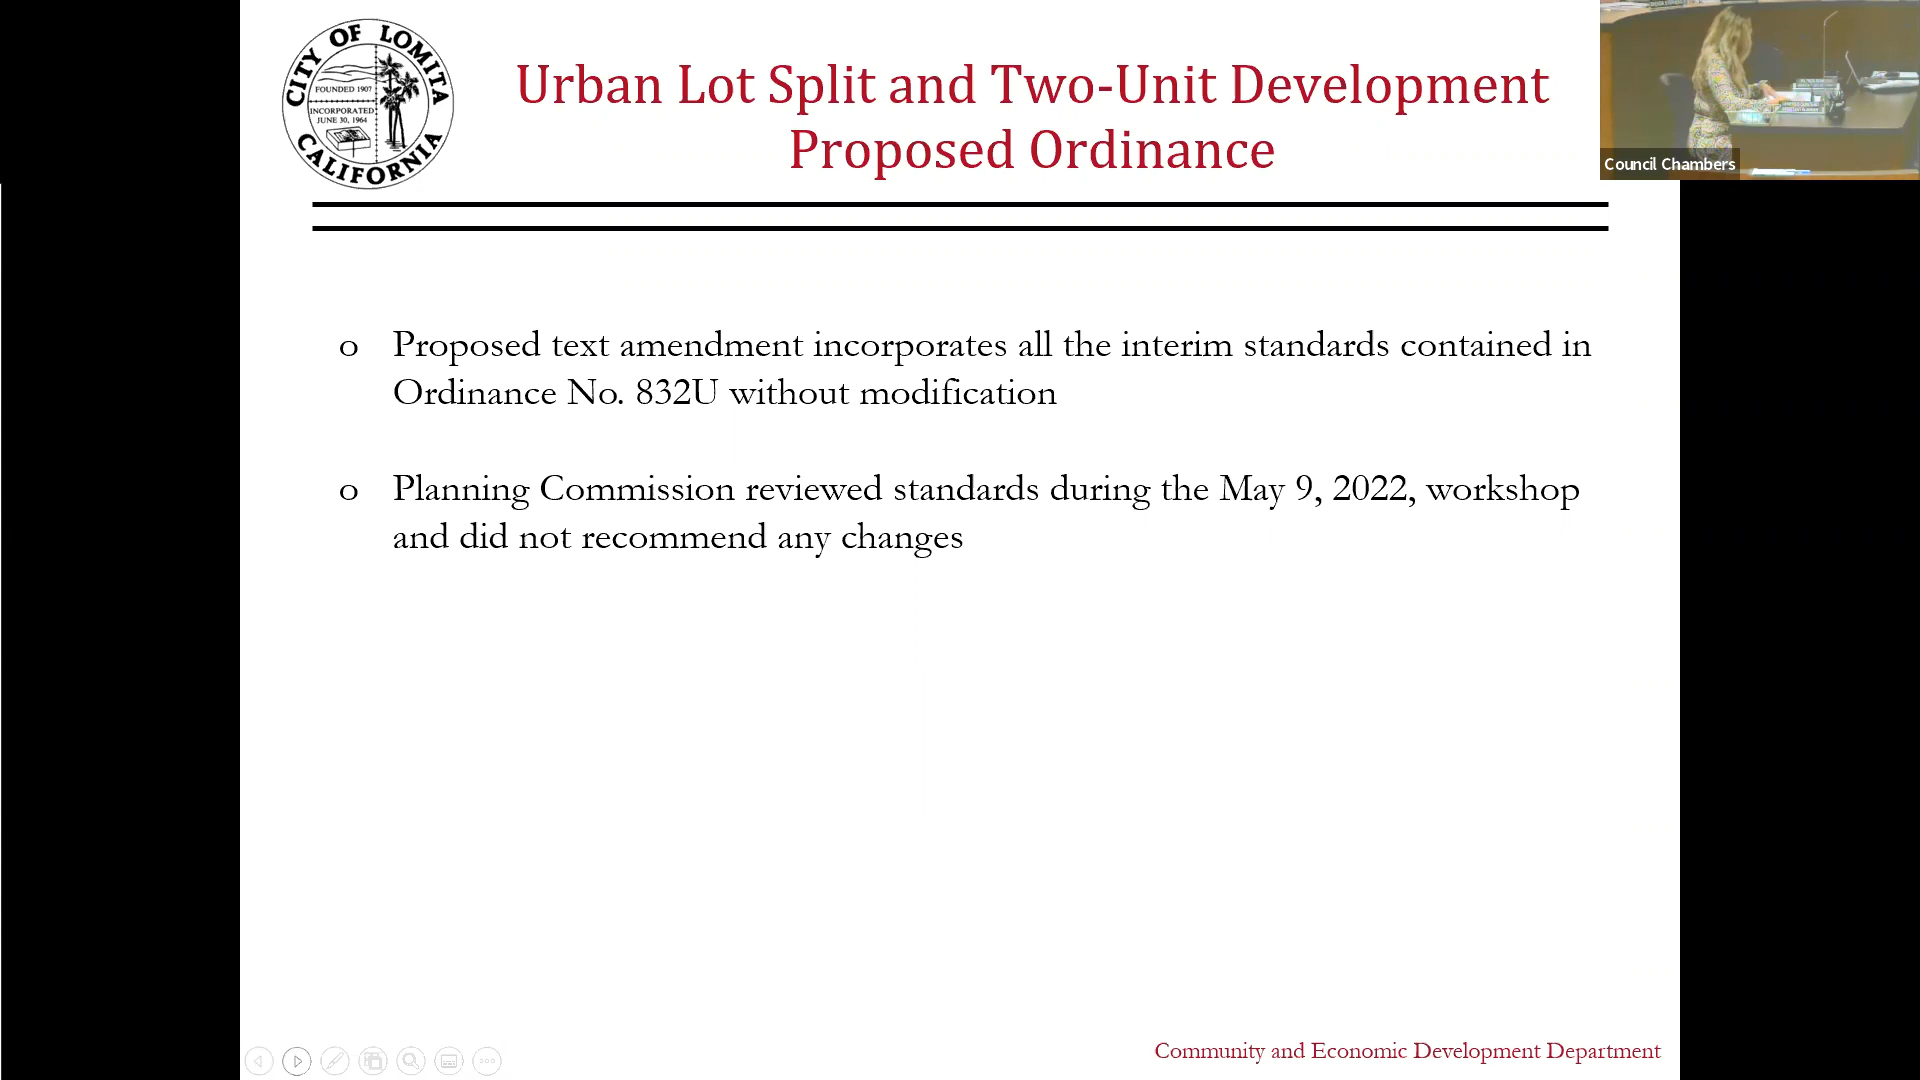 CITY OF LOMITA
FOUNDED 1907
INCORPORATED
JUNE 30, 1964
CALIFORNIA
Urban Lot Split and Two-Unit Development
Proposed Ordinance
Council Chambers
o Proposed text amendment incorporates all the interim standards contained in
Ordinance No. 832U without modification
o Planning Commission reviewed standards during the May 9, 2022, workshop
and did not recommend any changes
Community and Economic Development Department